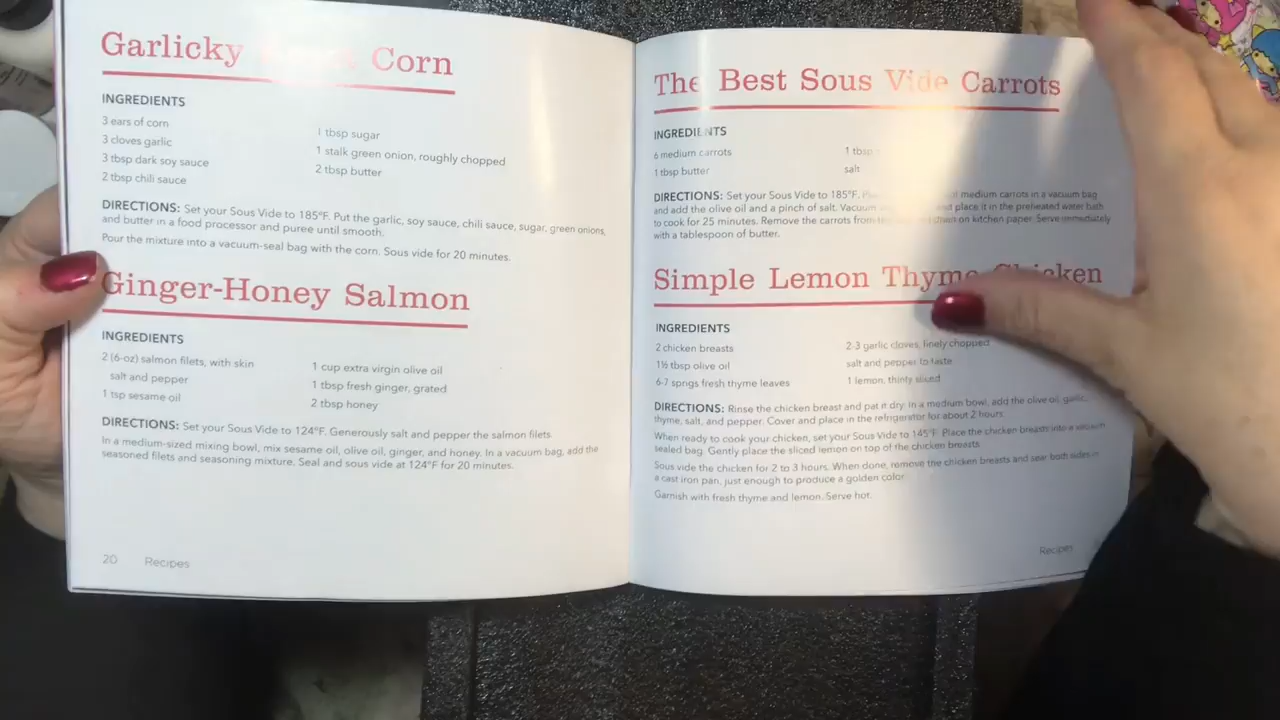 Garlicky Corn
INGREDIENTS
3 ears of corn
3 cloves garlic
3 tbsp dark soy sauce
2 tbsp chili sauce
1 tbsp sugar
1 stalk green onion, roughly chopped
2 tbsp butter
DIRECTIONS: Set your Sous Vide to 185°F. Put the garlic, soy sauce, chili sauce, sugar, green onions,
and butter in a food processor and puree until smooth.
Pour the mixture into a vacuum-seal bag with the corn. Sous vide for 20 minutes.
Ginger-Honey Salmon
INGREDIENTS
2 (6-oz) salmon filets, with skin
salt and pepper
1 tsp sesame oil
1 cup extra virgin olive oil
1 tbsp fresh ginger, grated
2 tbsp honey
DIRECTIONS: Set your Sous Vide to 124°F. Generously salt and pepper the salmon filets
In a medium-sized mixing bowl, mix sesame oil, olive oil, ginger, and honey. In a vacuum bag, add the
seasoned filets and seasoning mixture. Seal and sous vide at 124°F for 20 minutes.
20 Recipes
The Best Sous Vide Carrots
INGREDIENTS
6 medium carrots
1 tbsp butter
1 tbsp
salt
DIRECTIONS: Set your Sous Vide to 185°F. medium carrots in a vacuum bag
and add the olive oil and a pinch of salt. Vacuum and place it in the preheated water bath
to cook for 25 minutes. Remove the carrots from on kitchen paper. Serve immediately
with a tablespoon of butter.
Simple Lemon Thyme Chicken
INGREDIENTS
2 chicken breasts
1½ tbsp olive oil
6-7 sprigs fresh thyme leaves
2-3 garlic cloves, finely chopped
salt and pepper to taste
1 lemon, thinly sliced
DIRECTIONS: Rinse the chicken breast and pat it dry. In a medium bowl, add the olive oil, garlic,
thyme, salt, and pepper. Cover and place in the refrigerator for about 2 hours.
When ready to cook your chicken, set your Sous Vide to 145°F. Place the chicken breasts into a vacuum
sealed bag. Gently place the sliced lemon on top of the chicken breasts.
Sous vide the chicken for 2 to 3 hours. When done, remove the chicken breasts and sear both sides in
a cast iron pan, just enough to produce a golden color.
Garnish with fresh thyme and lemon. Serve hot.
Recipes